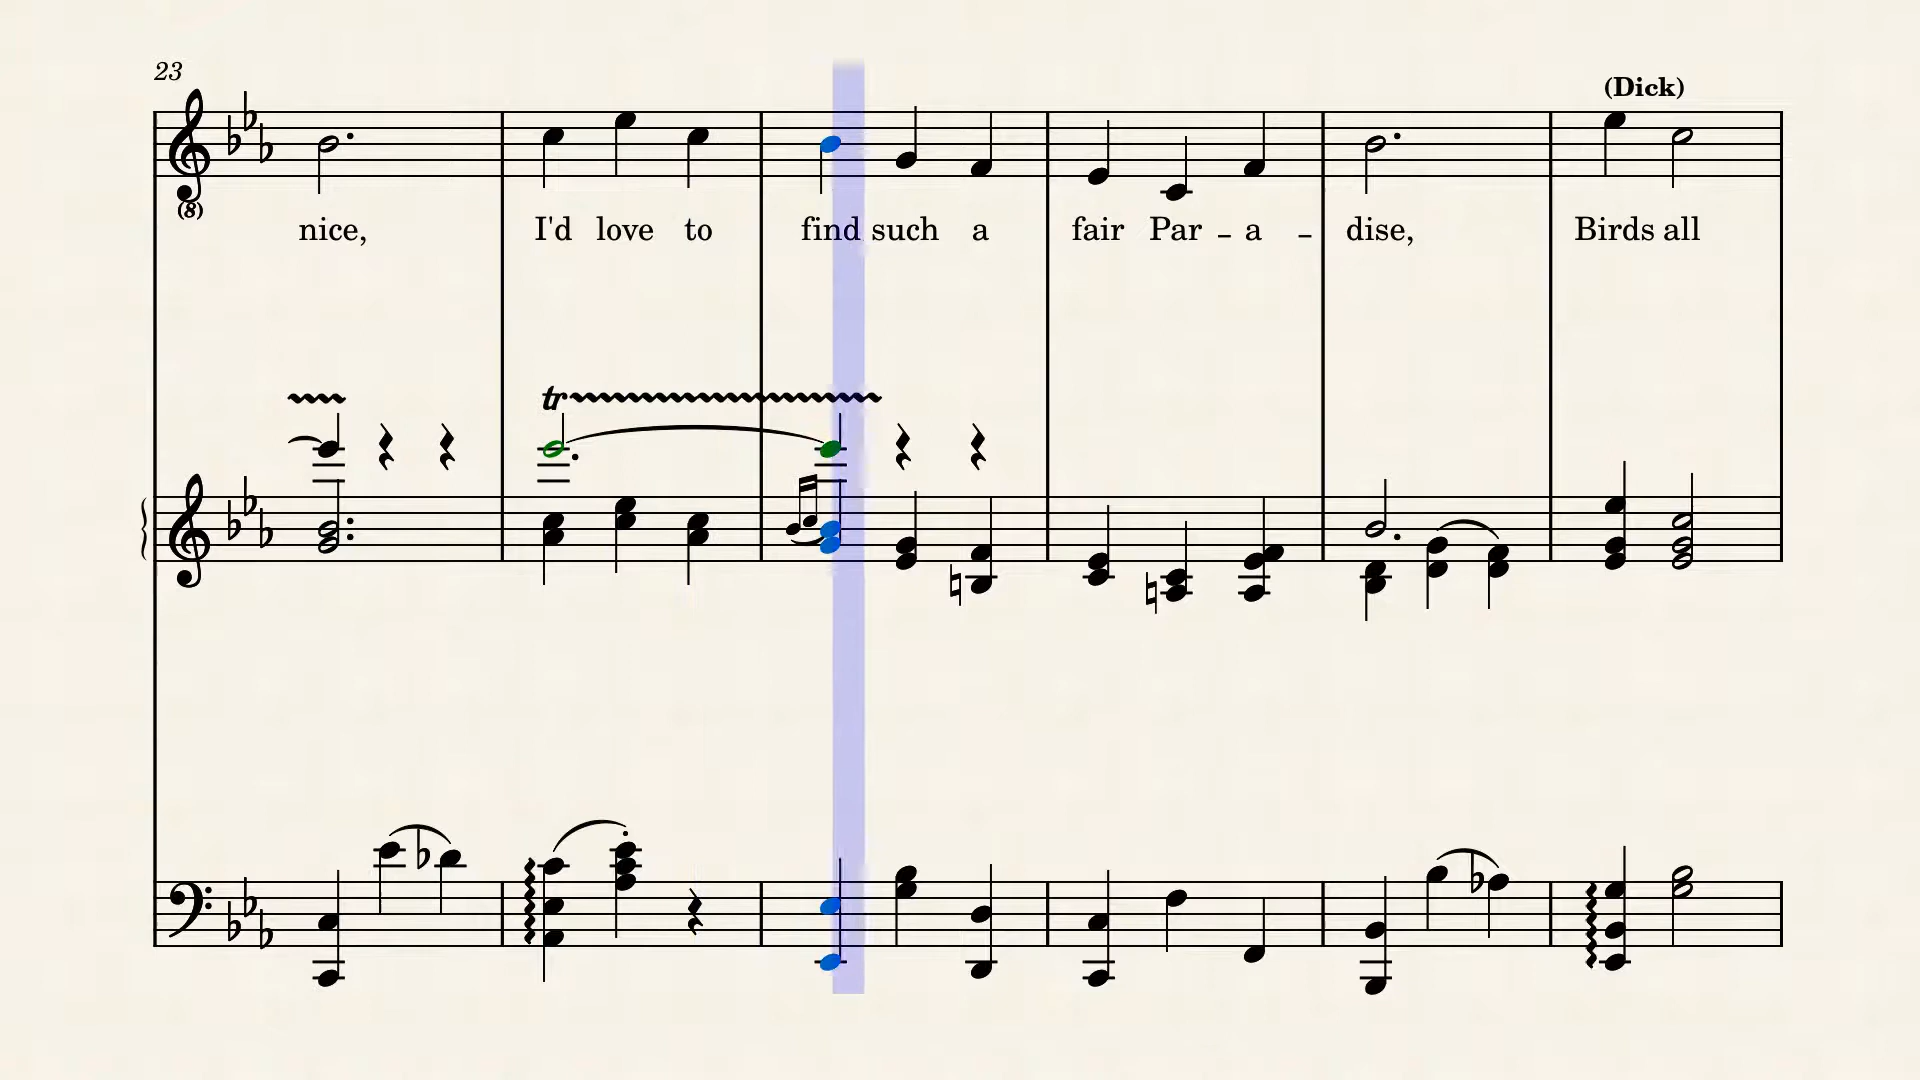 23
(Dick)
(8)
nice, I'd love to find such a fair Par - a - dise, Birds all
tr